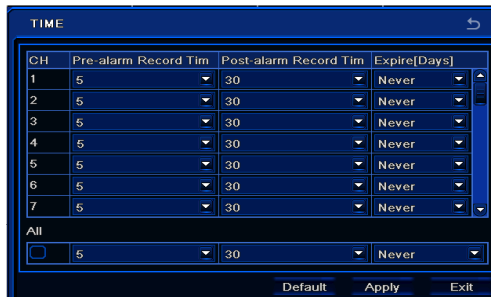 TIME
CH Pre-alarm Record Tim Post-alarm Record Tim Expire[Days]
1 5 30 Never
2 5 30 Never
3 5 30 Never
4 5 30 Never
5 5 30 Never
6 5 30 Never
7 5 30 Never
All
5 30 Never
Default Apply Exit